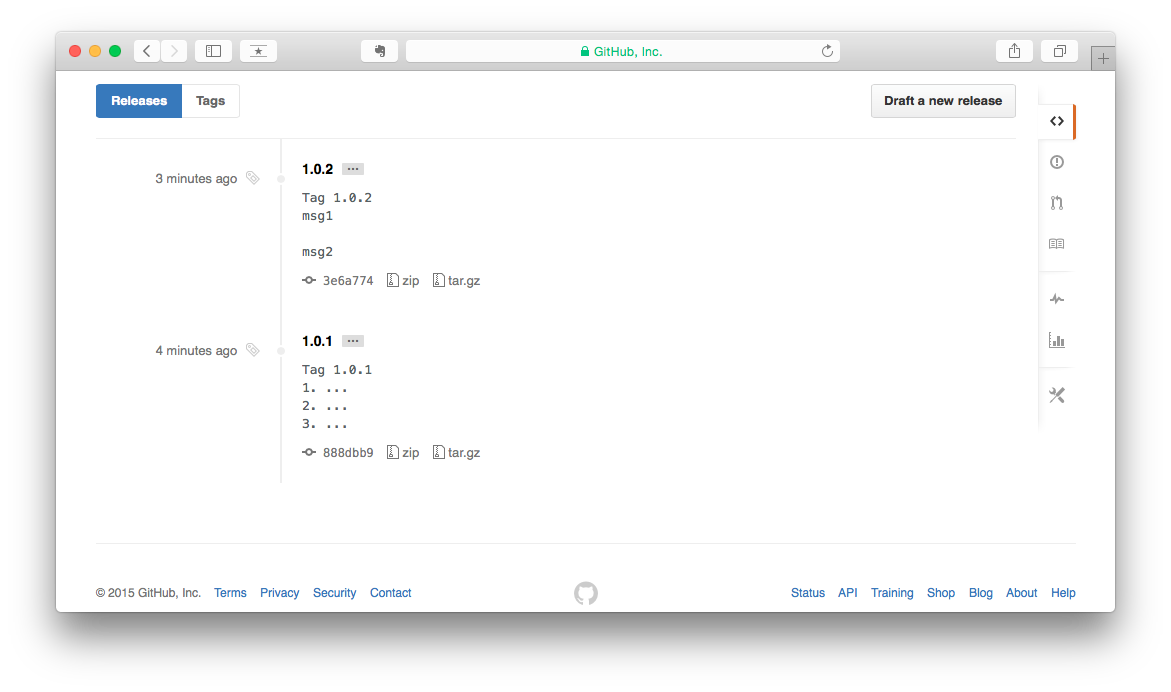 GitHub, Inc.
Releases Tags Draft a new release
3 minutes ago 1.0.2 ...
Tag 1.0.2
msg1
msg2
3e6a774 zip tar.gz
4 minutes ago 1.0.1 ...
Tag 1.0.1
1. ...
2. ...
3. ...
888dbb9 zip tar.gz
© 2015 GitHub, Inc. Terms Privacy Security Contact Status API Training Shop Blog About Help